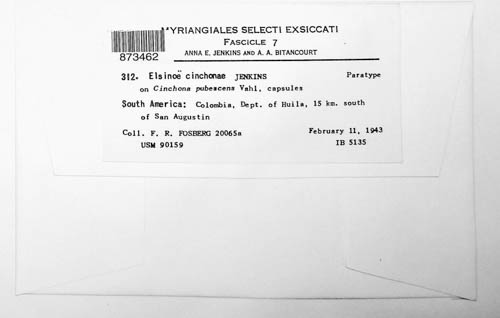 MYRIANGIALES SELECTI EXSICCATI
FASCICLE 7
ANNA E. JENKINS AND A. A. BITANCOURT
873462
312. Elsinoë cinchonae JENKINS Paratype
on Cinchona pubescens Vahl, capsules
South America: Colombia, Dept. of Huila, 15 km. south
of San Augustin
Coll. F. R. FOSBERG 20065a February 11, 1943
USM 90159 IB 5135